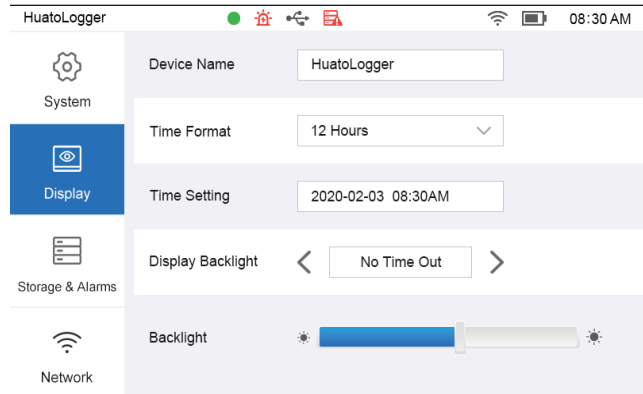 HuatoLogger
08:30 AM
System
Display
Storage & Alarms
Network
Device Name
HuatoLogger
Time Format
12 Hours
Time Setting
2020-02-03 08:30AM
Display Backlight
No Time Out
Backlight